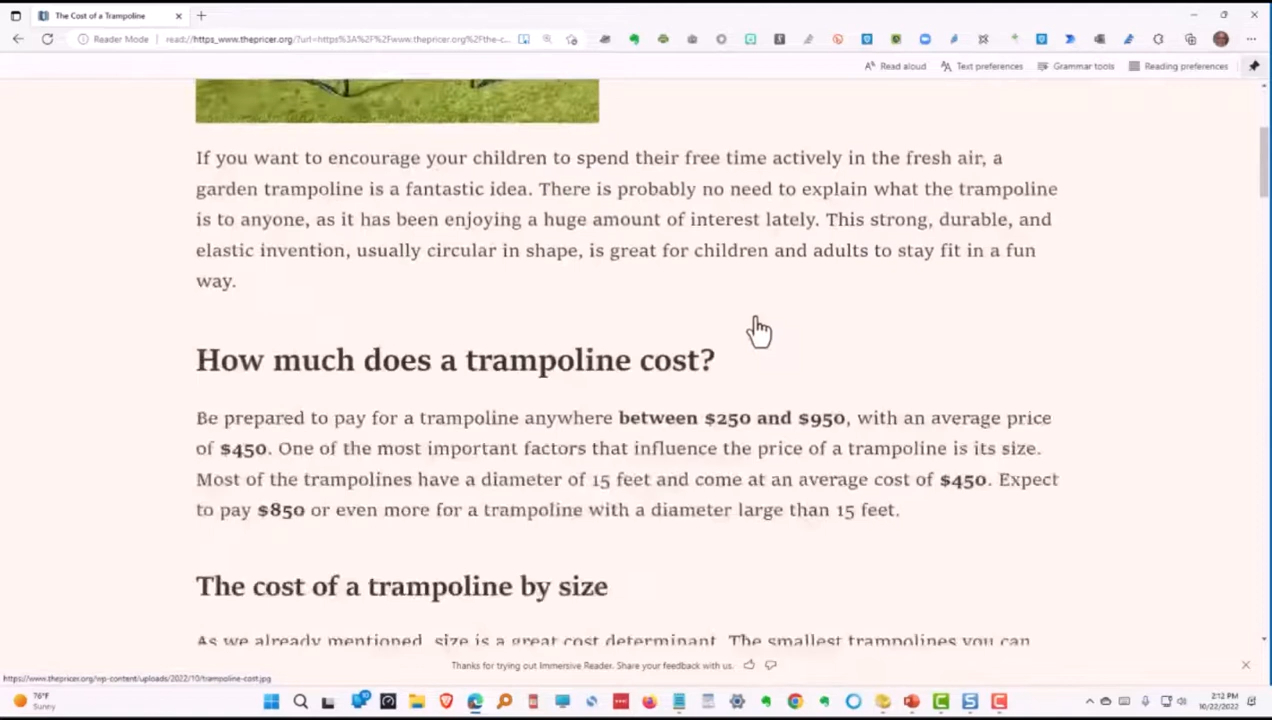 The Cost of a Trampoline
Reader Mode
read://https_www.thepricer.org/?url=https%3A%2F%2Fwww.thepricer.org%2Fthe-c...
Read aloud
Text preferences
Grammar tools
Reading preferences
If you want to encourage your children to spend their free time actively in the fresh air, a
garden trampoline is a fantastic idea. There is probably no need to explain what the trampoline
is to anyone, as it has been enjoying a huge amount of interest lately. This strong, durable, and
elastic invention, usually circular in shape, is great for children and adults to stay fit in a fun
way.
How much does a trampoline cost?
Be prepared to pay for a trampoline anywhere between $250 and $950, with an average price
of $450. One of the most important factors that influence the price of a trampoline is its size.
Most of the trampolines have a diameter of 15 feet and come at an average cost of $450. Expect
to pay $850 or even more for a trampoline with a diameter large than 15 feet.
The cost of a trampoline by size
As we already mentioned, size is a great cost determinant. The smallest trampolines you can
Thanks for trying out Immersive Reader. Share your feedback with us.
https://www.thepricer.org/wp-content/uploads/2022/10/trampoline-cost.jpg
76°F
Sunny
2:12 PM
10/22/2022